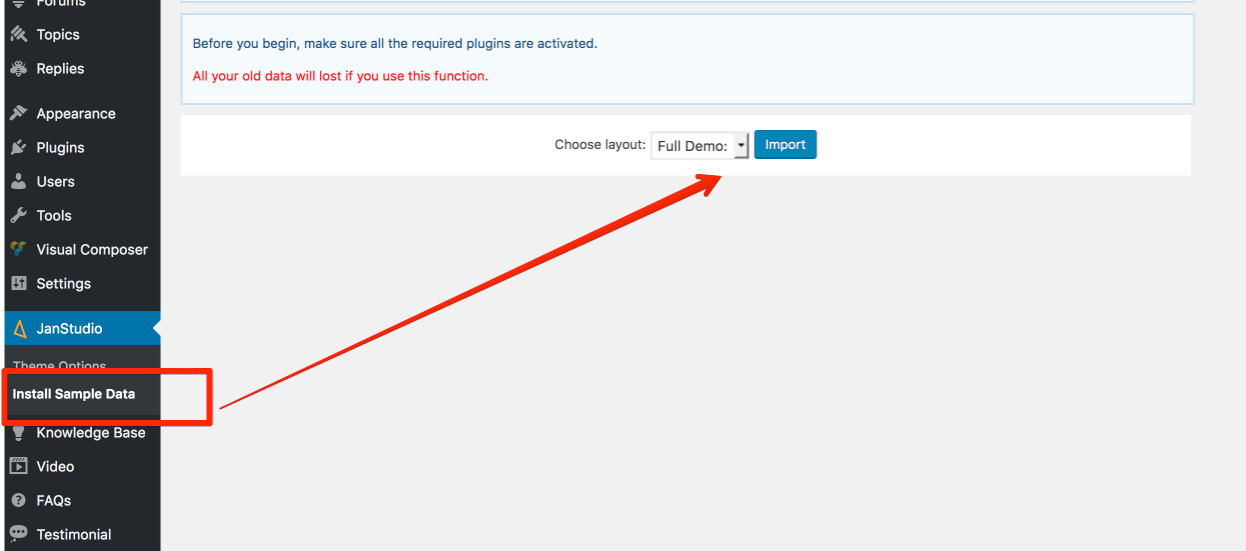 Forums
Topics
Replies
Appearance
Plugins
Users
Tools
Visual Composer
Settings
JanStudio
Theme Options
Install Sample Data
Knowledge Base
Video
FAQs
Testimonial
Before you begin, make sure all the required plugins are activated.
All your old data will lost if you use this function.
Choose layout: Full Demo: Import